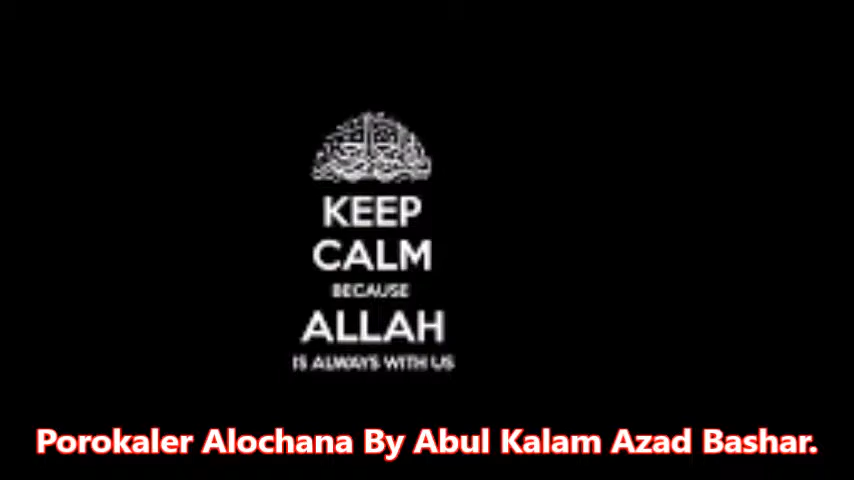 KEEP
CALM
BECAUSE
ALLAH
IS ALWAYS WITH US
Porokaler Alochana By Abul Kalam Azad Bashar.